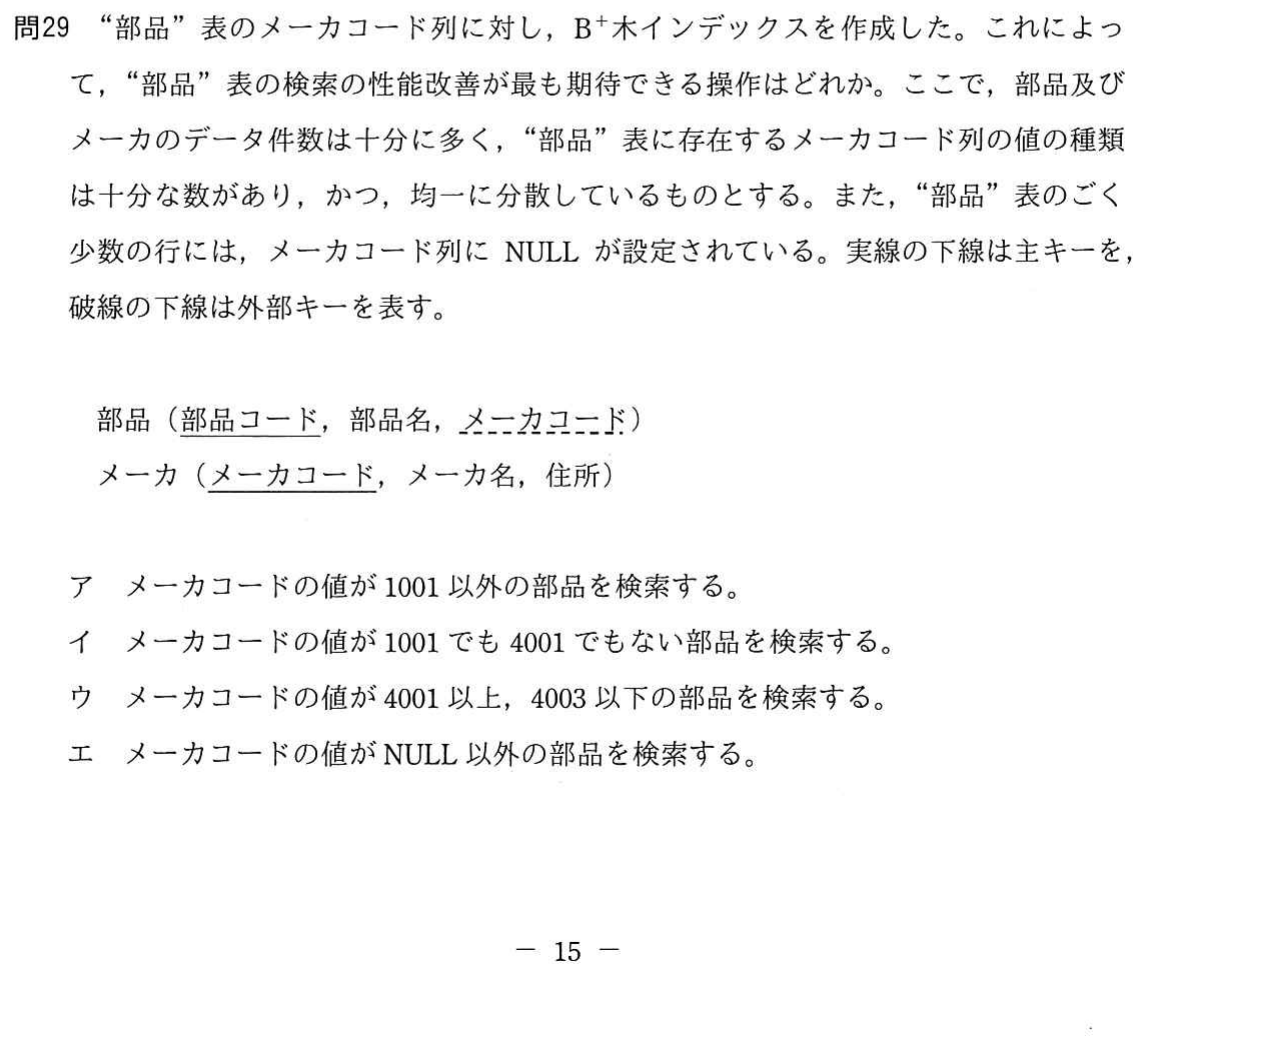 問29 “部品”表のメーカコード列に対し，B⁺木インデックスを作成した。これによっ
て，“部品”表の検索の性能改善が最も期待できる操作はどれか。ここで，部品及び
メーカのデータ件数は十分に多く，“部品”表に存在するメーカコード列の値の種類
は十分な数があり，かつ，均一に分散しているものとする。また，“部品”表のごく
少数の行には，メーカコード列に NULL が設定されている。実線の下線は主キーを，
破線の下線は外部キーを表す。
部品（部品コード，部品名，メーカコード）
メーカ（メーカコード，メーカ名，住所）
ア メーカコードの値が 1001 以外の部品を検索する。
イ メーカコードの値が 1001 でも 4001 でもない部品を検索する。
ウ メーカコードの値が 4001 以上，4003 以下の部品を検索する。
エ メーカコードの値が NULL 以外の部品を検索する。
－ 15 －